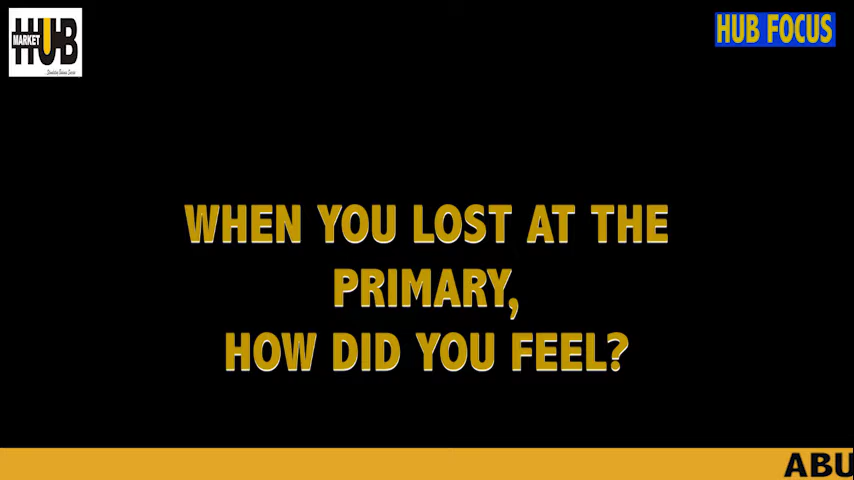 MARKET HUB
HUB FOCUS
WHEN YOU LOST AT THE
PRIMARY,
HOW DID YOU FEEL?
ABU